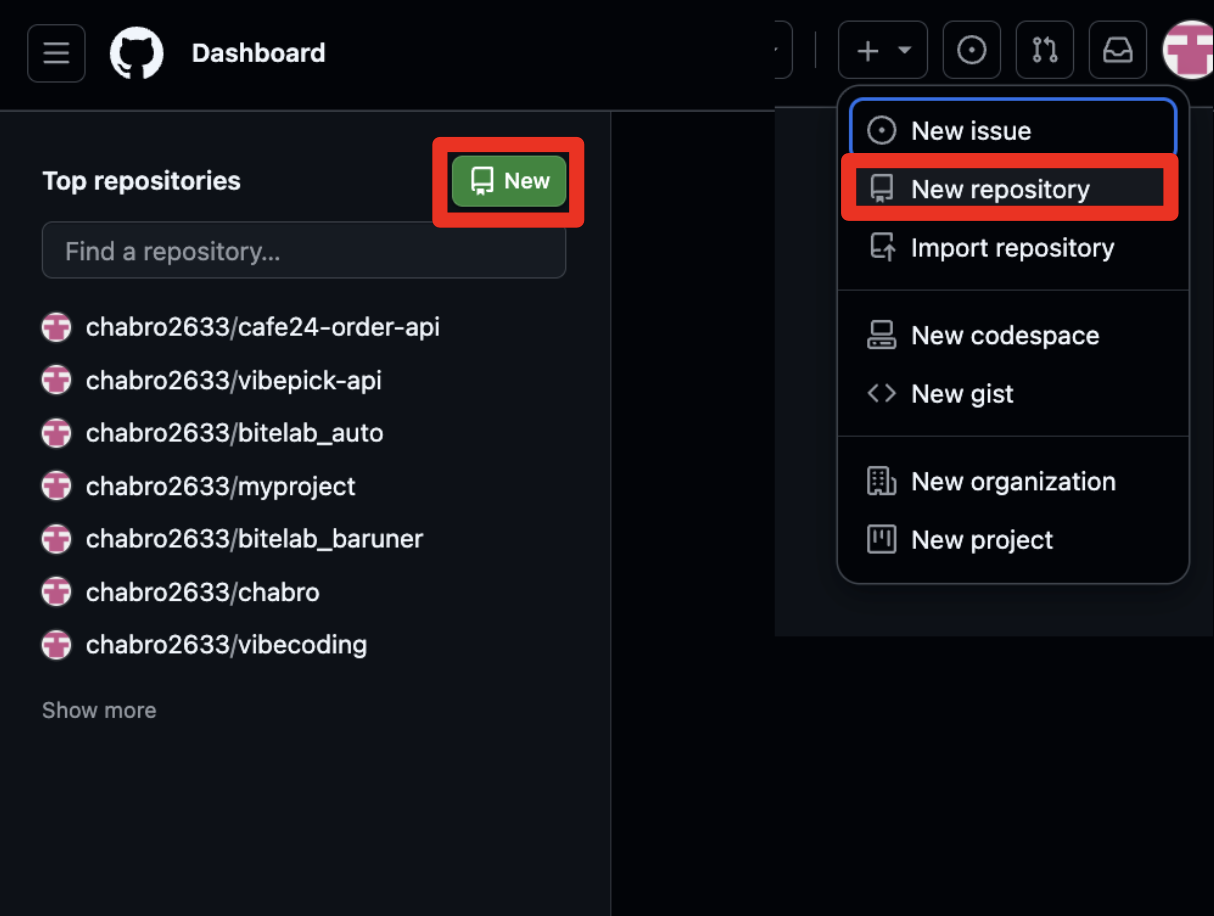 Dashboard
Top repositories
New
Find a repository...
chabro2633/cafe24-order-api
chabro2633/vibepick-api
chabro2633/bitelab_auto
chabro2633/myproject
chabro2633/bitelab_baruner
chabro2633/chabro
chabro2633/vibecoding
Show more
New issue
New repository
Import repository
New codespace
New gist
New organization
New project